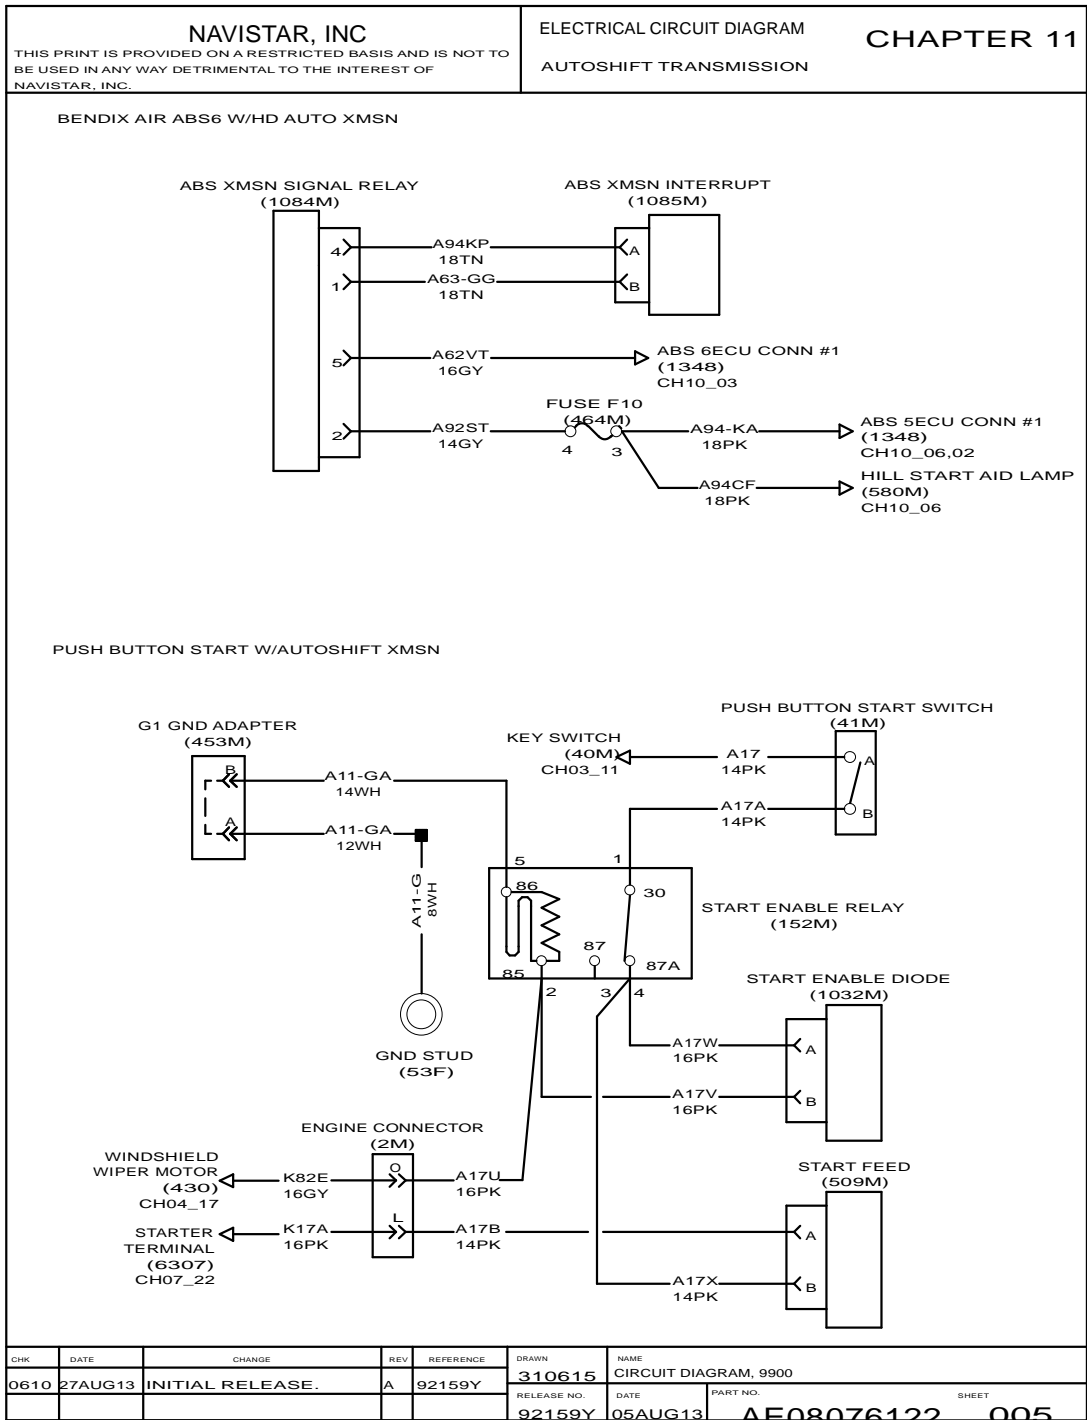 NAVISTAR, INC
THIS PRINT IS PROVIDED ON A RESTRICTED BASIS AND IS NOT TO
BE USED IN ANY WAY DETRIMENTAL TO THE INTEREST OF
NAVISTAR, INC.
ELECTRICAL CIRCUIT DIAGRAM
AUTOSHIFT TRANSMISSION
CHAPTER 11
BENDIX AIR ABS6 W/HD AUTO XMSN
ABS XMSN SIGNAL RELAY
(1084M)
ABS XMSN INTERRUPT
(1085M)
4
A94KP
18TN
A
1
A63-GG
18TN
B
5
A62VT
16GY
ABS 6ECU CONN #1
(1348)
CH10_03
FUSE F10
(464M)
2
A92ST
14GY
4
3
A94-KA
18PK
ABS 5ECU CONN #1
(1348)
CH10_06,02
A94CF
18PK
HILL START AID LAMP
(580M)
CH10_06
PUSH BUTTON START W/AUTOSHIFT XMSN
G1 GND ADAPTER
(453M)
B
A11-GA
14WH
A
A11-GA
12WH
A11-G
8WH
GND STUD
(53F)
KEY SWITCH
(40M)
CH03_11
PUSH BUTTON START SWITCH
(41M)
A17
14PK
A
A17A
14PK
B
5
1
86
30
87
85
87A
2
3
4
START ENABLE RELAY
(152M)
START ENABLE DIODE
(1032M)
A17W
16PK
A
A17V
16PK
B
ENGINE CONNECTOR
(2M)
WINDSHIELD
WIPER MOTOR
(430)
CH04_17
K82E
16GY
O
A17U
16PK
STARTER
TERMINAL
(6307)
CH07_22
K17A
16PK
L
A17B
14PK
START FEED
(509M)
A
A17X
14PK
B
CHK DATE CHANGE REV REFERENCE
0610 27AUG13 INITIAL RELEASE. A 92159Y
DRAWN
310615
NAME
CIRCUIT DIAGRAM, 9900
RELEASE NO.
92159Y
DATE
05AUG13
PART NO.
AE08076122
SHEET
005